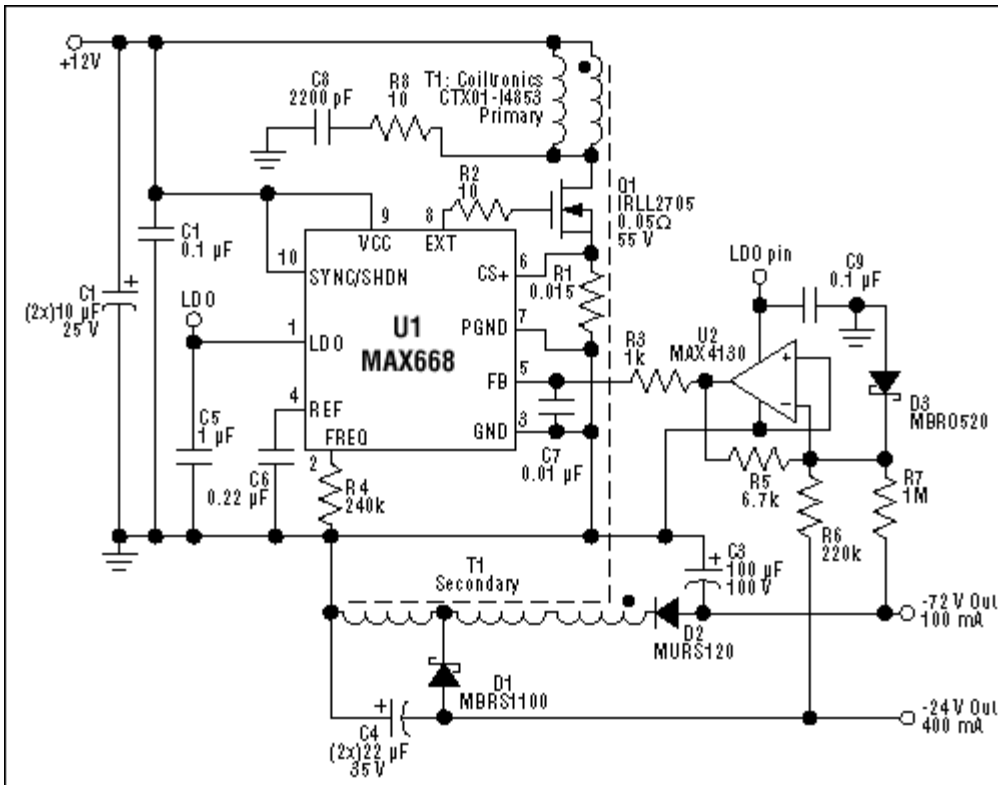 +12V
C8
2200 pF
R8
10
T1: Coiltronics
CTX01-I4853
Primary
R2
10
Q1
IRLL2705
0.05Ω
55 V
C1
0.1 µF
9
VCC
8
EXT
10
SYNC/SHDN
6
CS+
R1
0.015
LDO pin
C9
0.1 µF
C1
(2x)10 µF
25 V
LDO
1
LDO
U1
MAX668
7
PGND
R3
1k
U2
MAX4130
5
FB
4
REF
3
GND
FREQ
2
C5
1 µF
C6
0.22 µF
R4
240k
C7
0.01 µF
R5
6.7k
D3
MBRO520
R7
1M
R6
220k
T1
Secondary
C3
100 µF
100 V
D2
MURS120
-72 V Out
100 mA
D1
MBRS1100
C4
(2x)22 µF
35 V
-24 V Out
400 mA